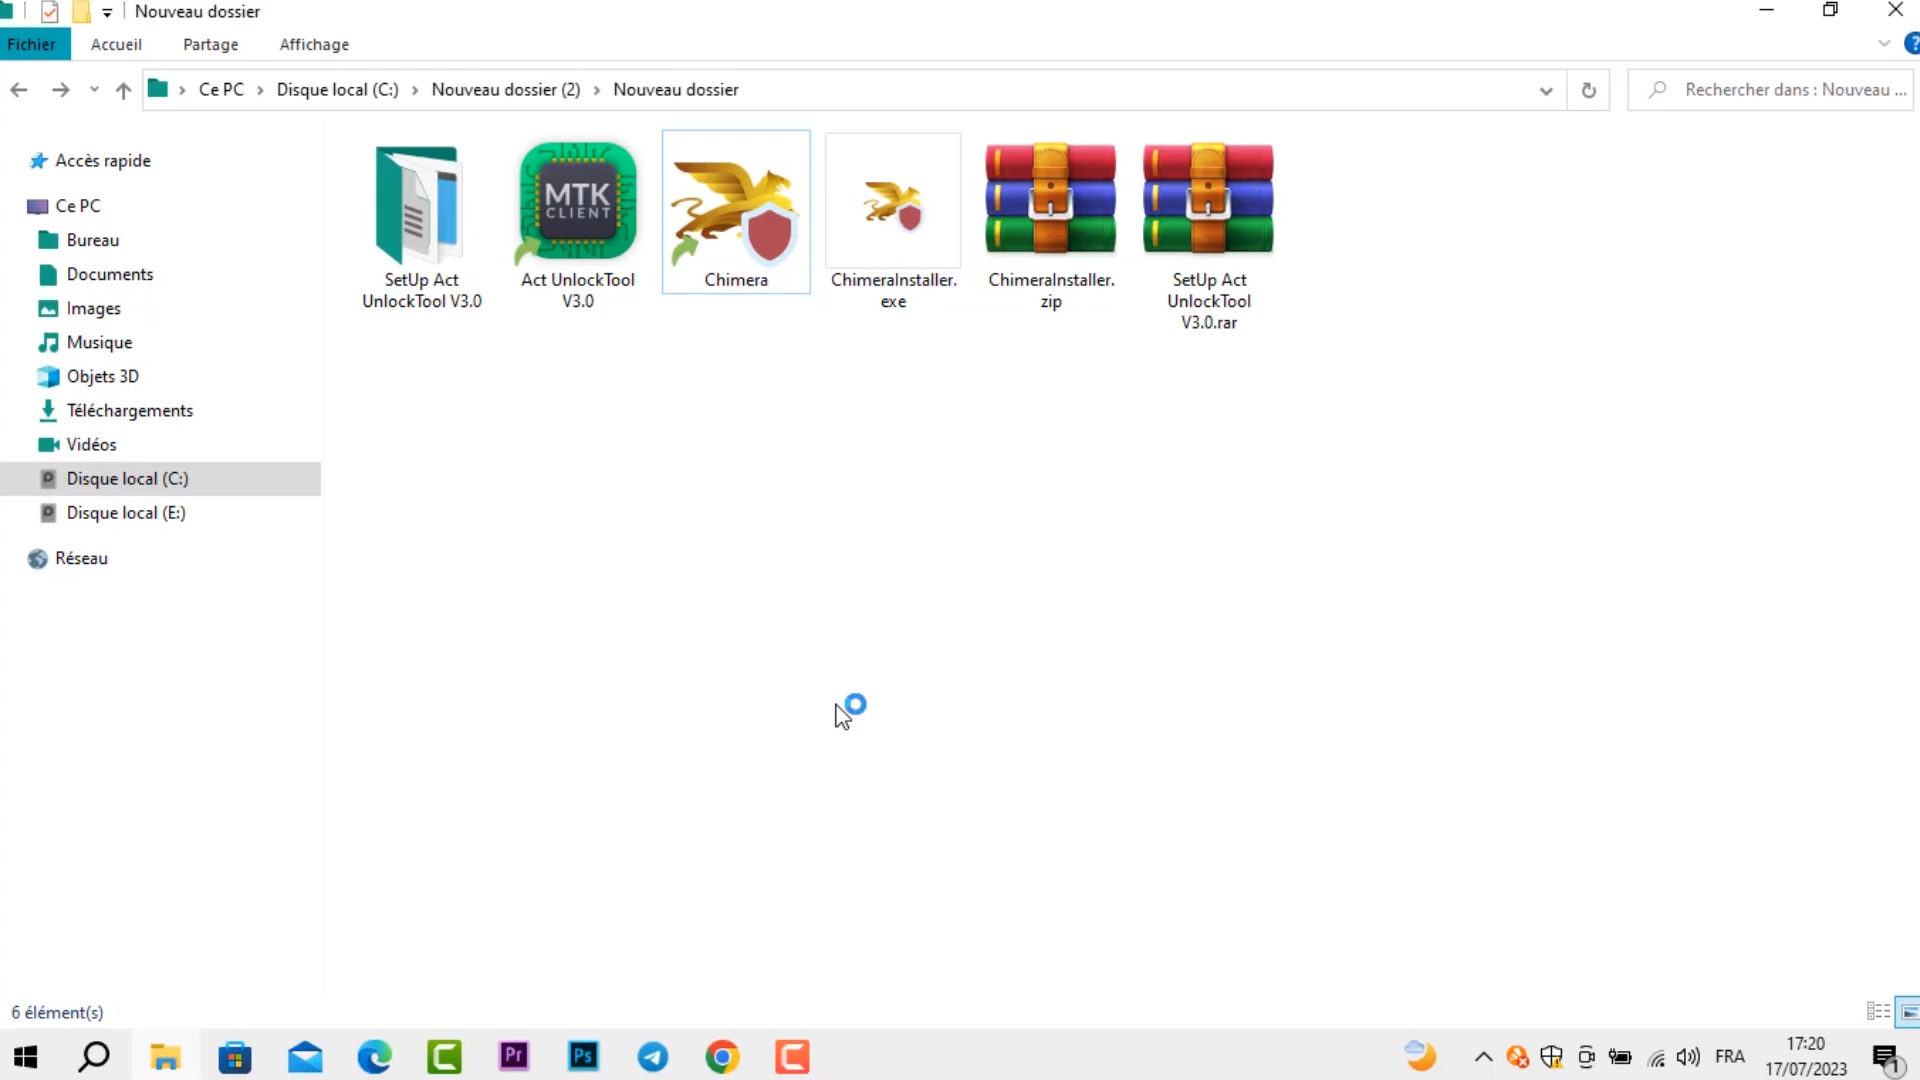 Nouveau dossier
Fichier
Accueil
Partage
Affichage
Ce PC
Disque local (C:)
Nouveau dossier (2)
Nouveau dossier
Rechercher dans : Nouveau ...
Accès rapide
Ce PC
Bureau
Documents
Images
Musique
Objets 3D
Téléchargements
Vidéos
Disque local (C:)
Disque local (E:)
Réseau
SetUp Act
UnlockTool V3.0
MTK
CLIENT
Act UnlockTool
V3.0
Chimera
ChimeraInstaller.
exe
ChimeraInstaller.
zip
SetUp Act
UnlockTool
V3.0.rar
6 élément(s)
Pr
Ps
FRA
17:20
17/07/2023
1